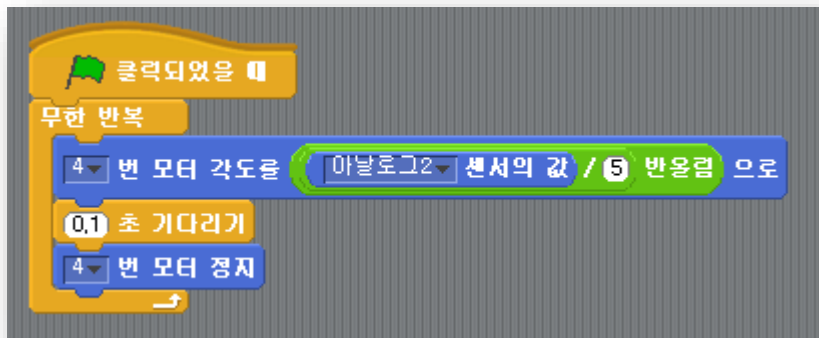 클릭되었을 때
무한 반복
4 번 모터 각도를 아날로그2 센서의 값 / 5 반올림 으로
0.1 초 기다리기
4 번 모터 정지